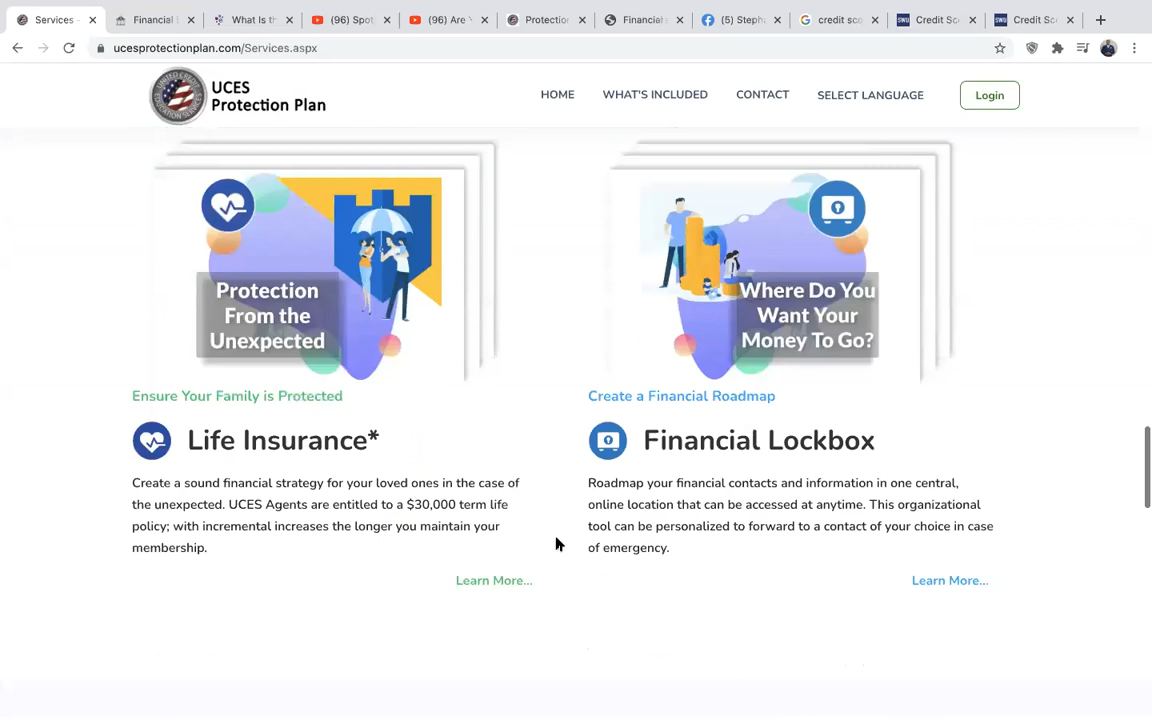 Services -
Financial
What Is th
(96) Spot
(96) Are
Protectio
Financial
(5) Steph
credit sco
SWU Credit Sc
SWU Credit Sc
ucesprotectionplan.com/Services.aspx
UCES
Protection Plan
HOME
WHAT'S INCLUDED
CONTACT
SELECT LANGUAGE
Login
Protection
From the
Unexpected
Where Do You
Want Your
Money To Go?
Ensure Your Family is Protected
Life Insurance*
Create a sound financial strategy for your loved ones in the case of
the unexpected. UCES Agents are entitled to a $30,000 term life
policy; with incremental increases the longer you maintain your
membership.
Learn More...
Create a Financial Roadmap
Financial Lockbox
Roadmap your financial contacts and information in one central,
online location that can be accessed at anytime. This organizational
tool can be personalized to forward to a contact of your choice in case
of emergency.
Learn More...